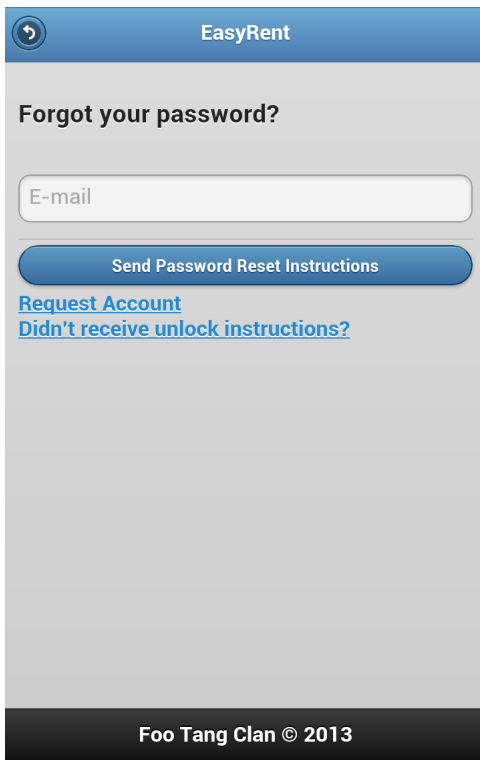 EasyRent
Forgot your password?
E-mail
Send Password Reset Instructions
Request Account
Didn't receive unlock instructions?
Foo Tang Clan © 2013